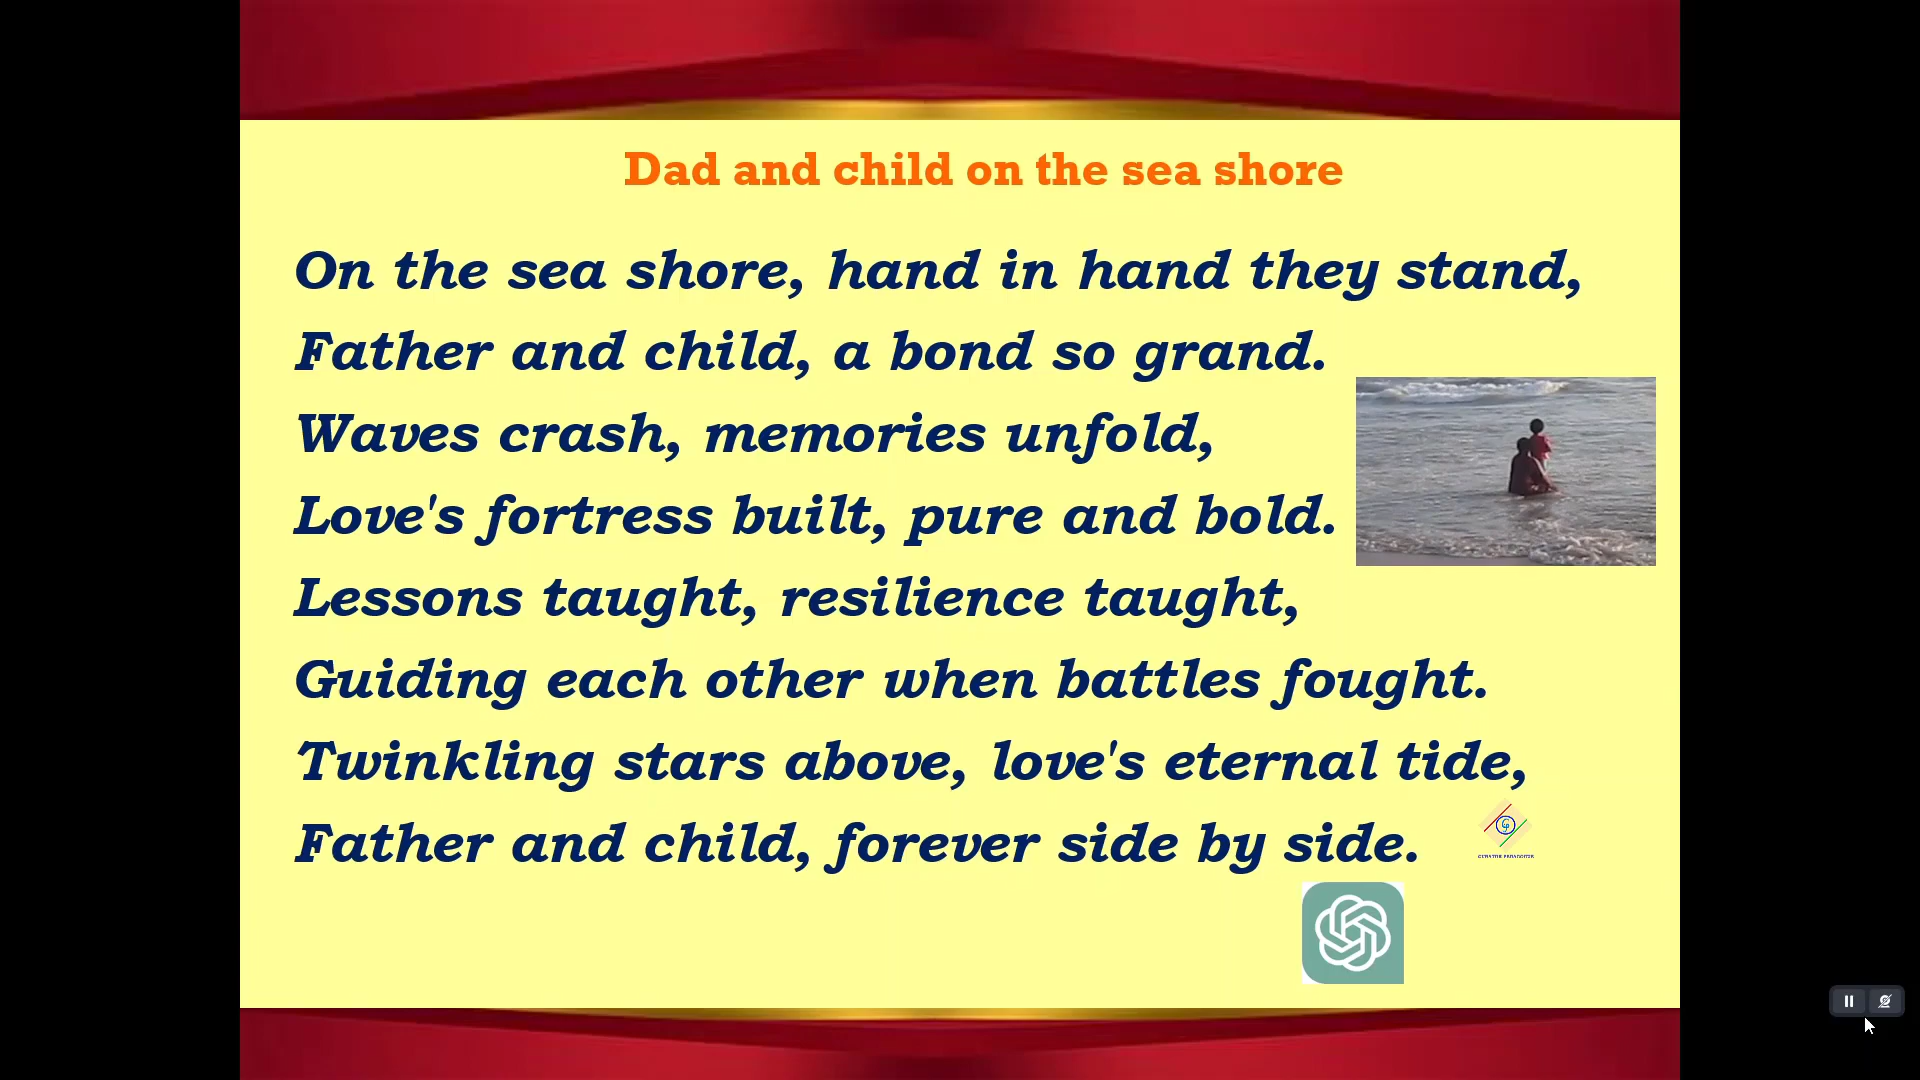 Dad and child on the sea shore
On the sea shore, hand in hand they stand,
Father and child, a bond so grand.
Waves crash, memories unfold,
Love's fortress built, pure and bold.
Lessons taught, resilience taught,
Guiding each other when battles fought.
Twinkling stars above, love's eternal tide,
Father and child, forever side by side.